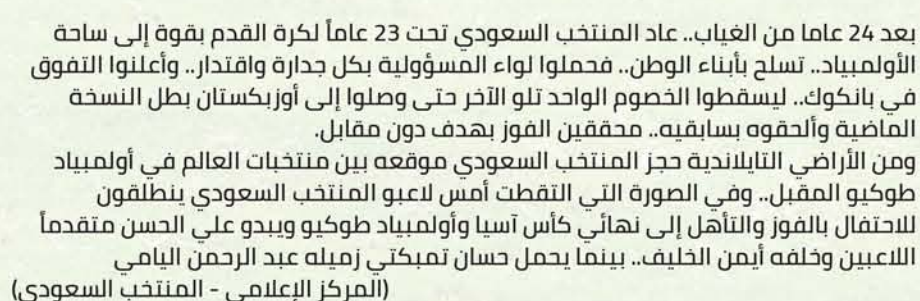 بعد 24 عاما من الغياب.. عاد المنتخب السعودي تحت 23 عاماً لكرة القدم بقوة إلى ساحة
الأولمبياد.. تسلح بأبناء الوطن.. فحملوا لواء المسؤولية بكل جدارة واقتدار.. وأعلنوا التفوق
في بانكوك.. ليسقطوا الخصوم الواحد تلو الآخر حتى وصلوا إلى أوزبكستان بطل النسخة
الماضية وألحقوه بسابقيه.. محققين الفوز بهدف دون مقابل.
ومن الأراضي التايلاندية حجز المنتخب السعودي موقعه بين منتخبات العالم في أولمبياد
طوكيو المقبل.. وفي الصورة التي التقطت أمس لاعبو المنتخب السعودي ينطلقون
للاحتفال بالفوز والتأهل إلى نهائي كأس آسيا وأولمبياد طوكيو ويبدو علي الحسن متقدماً
اللاعبين وخلفه أيمن الخليف.. بينما يحمل حسان تمبكتي زميله عبد الرحمن اليامي
(المركز الإعلامي - المنتخب السعودي)